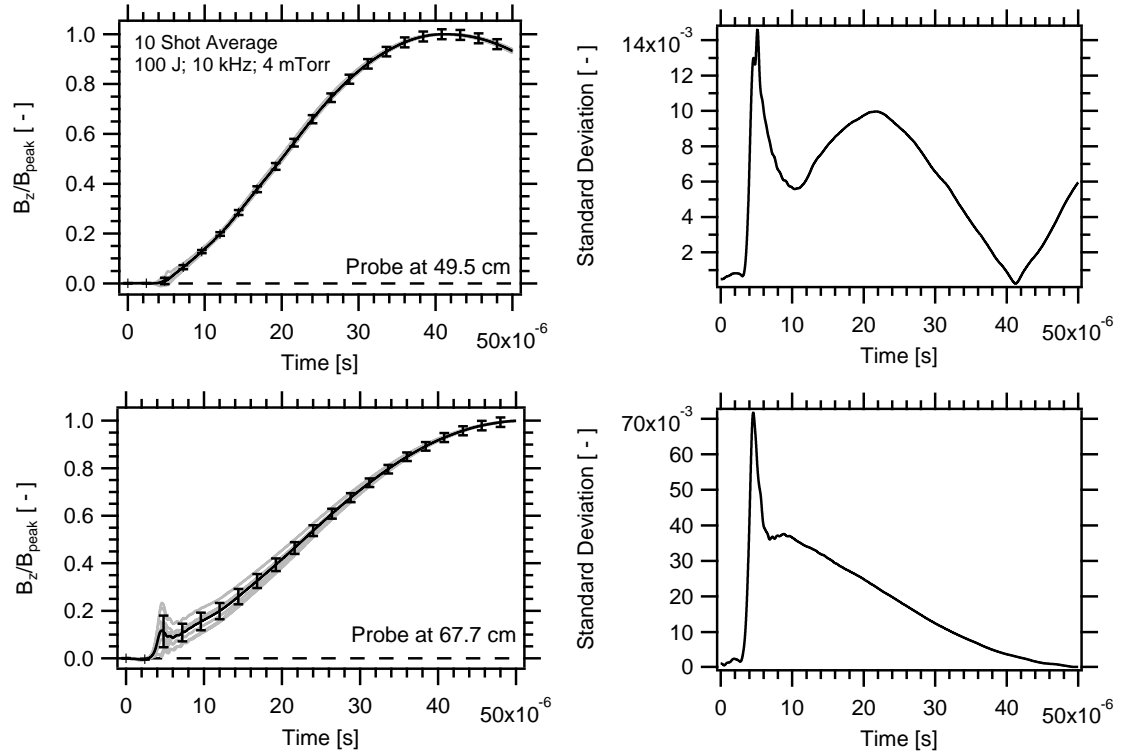 1.0
0.8
0.6
0.4
0.2
0.0
B_z/B_peak [ - ]
10 Shot Average
100 J; 10 kHz; 4 mTorr
Probe at 49.5 cm
0
10
20
30
40
50x10^-6
Time [s]
14x10^-3
12
10
8
6
4
2
Standard Deviation [ - ]
0
10
20
30
40
50x10^-6
Time [s]
1.0
0.8
0.6
0.4
0.2
0.0
B_z/B_peak [ - ]
Probe at 67.7 cm
0
10
20
30
40
50x10^-6
Time [s]
70x10^-3
60
50
40
30
20
10
0
Standard Deviation [ - ]
0
10
20
30
40
50x10^-6
Time [s]